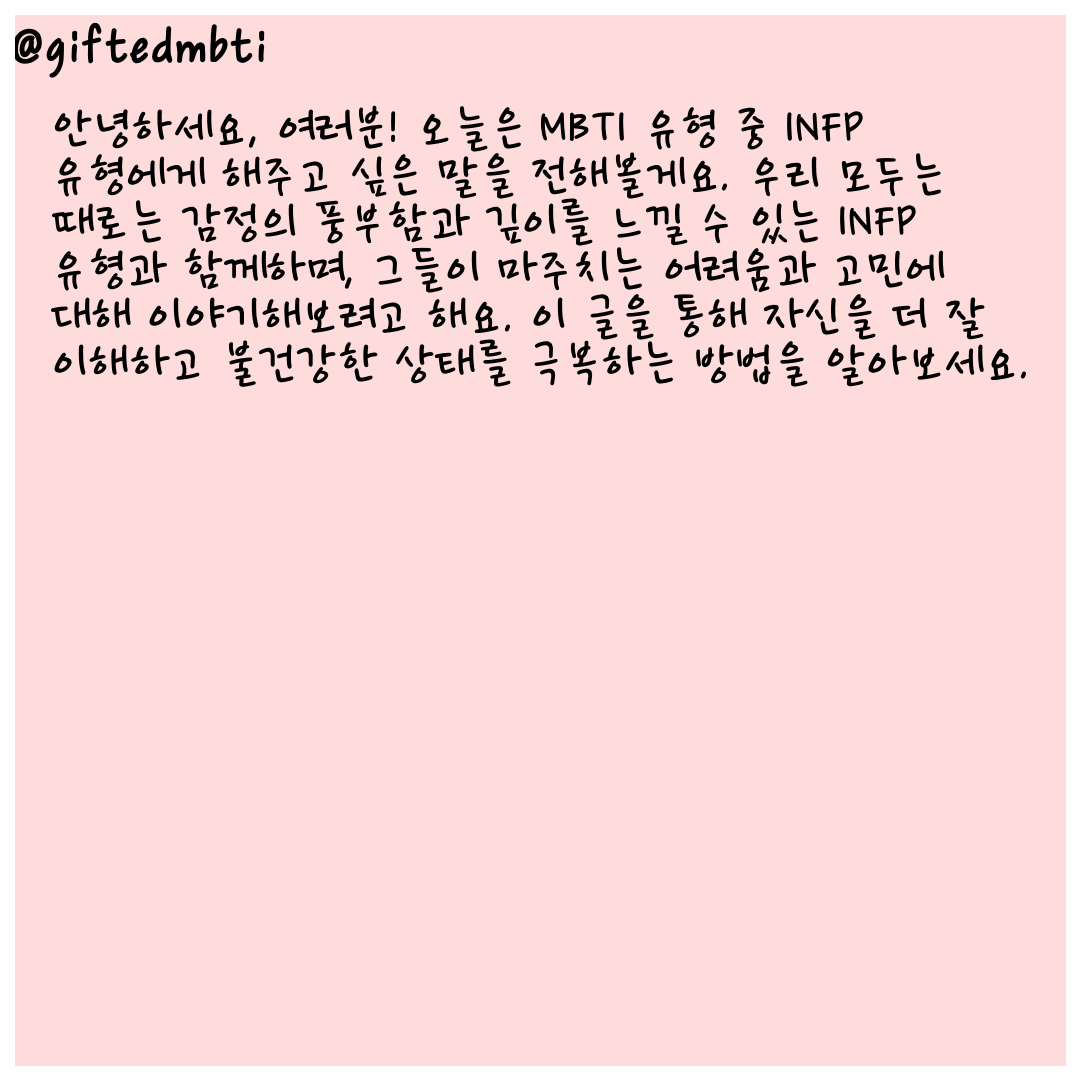 @giftedmbti
안녕하세요, 여러분! 오늘은 MBTI 유형 중 INFP
유형에게 해주고 싶은 말을 전해볼게요. 우리 모두는
때로는 감정의 풍부함과 깊이를 느낄 수 있는 INFP
유형과 함께하며, 그들이 마주치는 어려움과 고민에
대해 이야기해보려고 해요. 이 글을 통해 자신을 더 잘
이해하고 불건강한 상태를 극복하는 방법을 알아보세요.